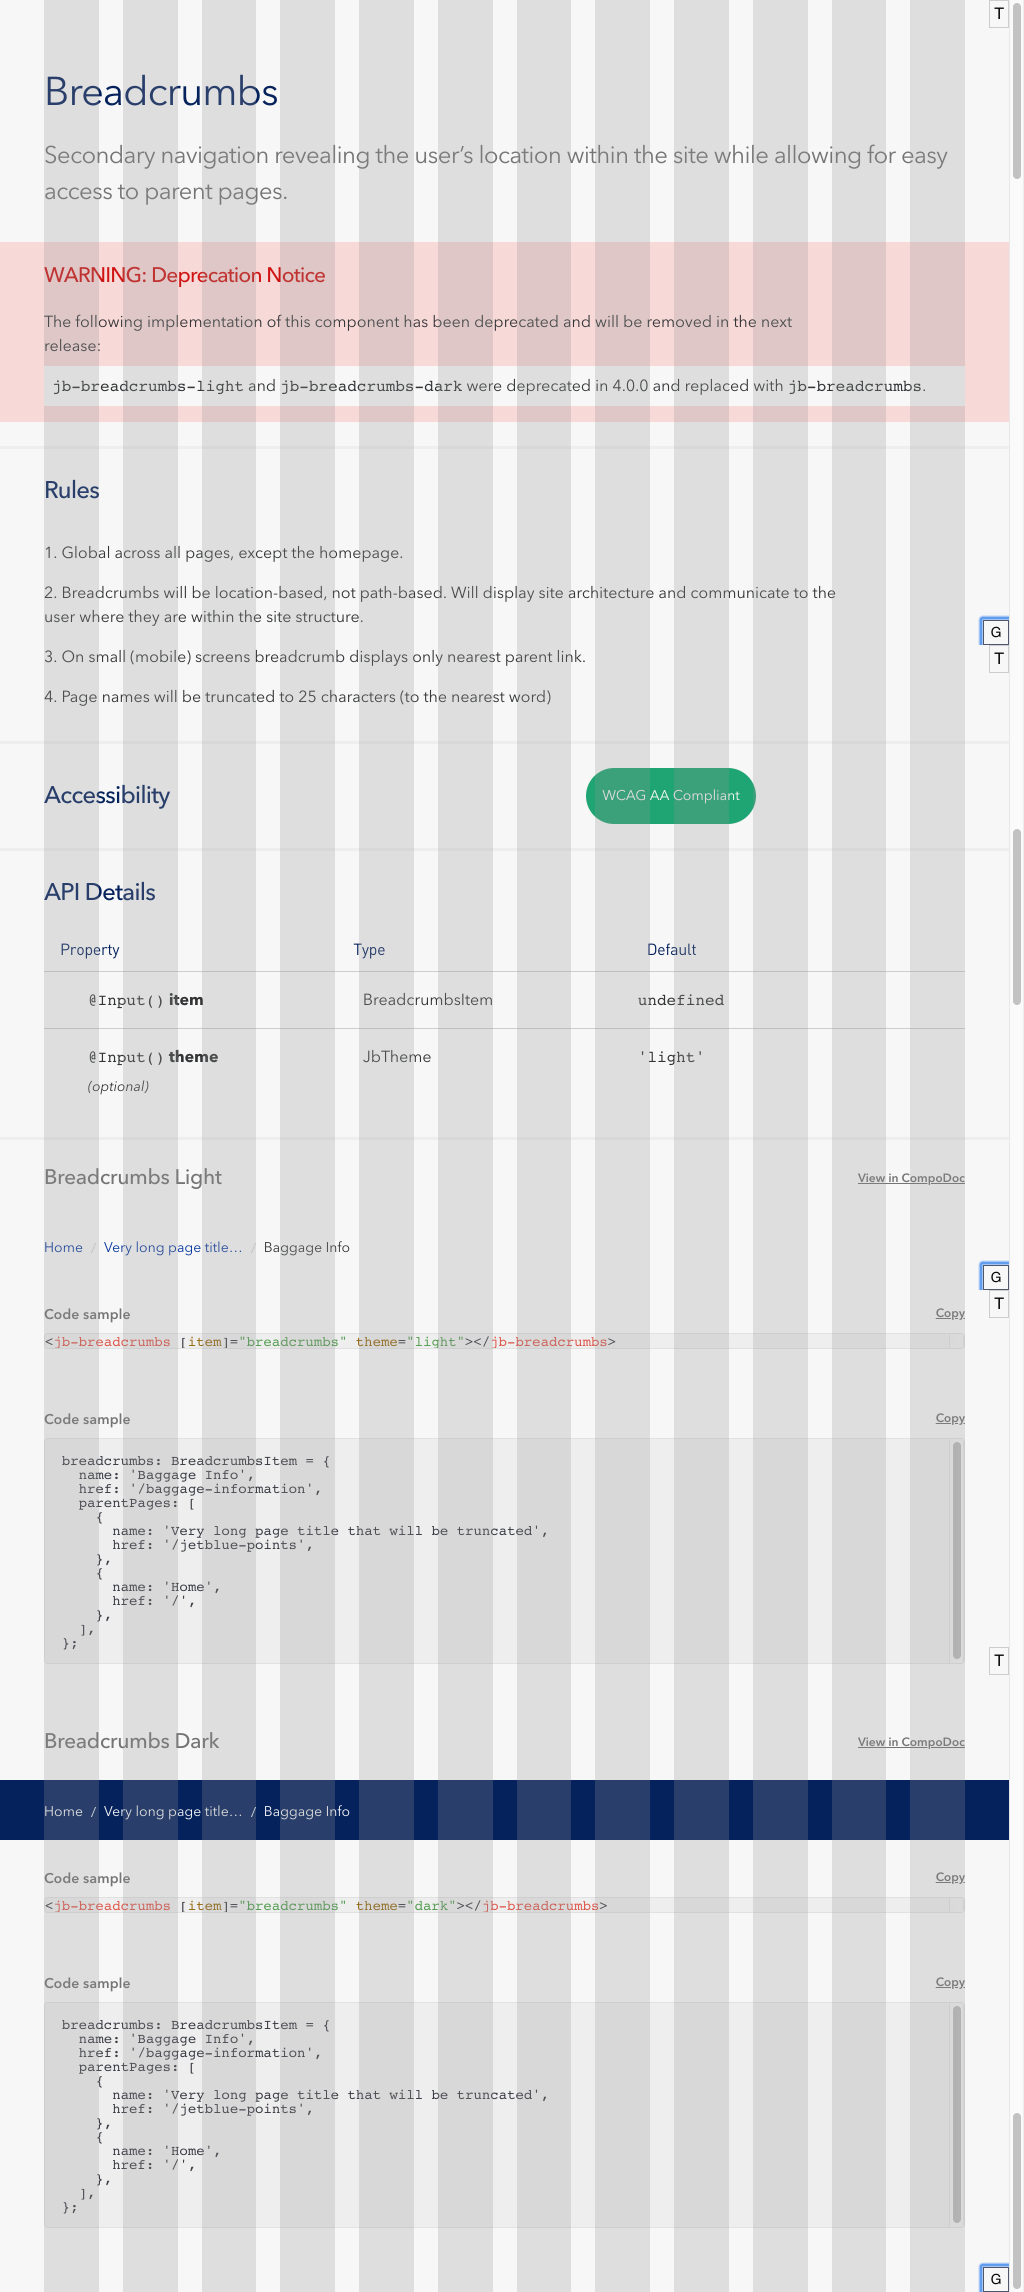 T
Breadcrumbs
Secondary navigation revealing the user's location within the site while allowing for easy
access to parent pages.
WARNING: Deprecation Notice
The following implementation of this component has been deprecated and will be removed in the next
release:
jb-breadcrumbs-light and jb-breadcrumbs-dark were deprecated in 4.0.0 and replaced with jb-breadcrumbs.
Rules
1. Global across all pages, except the homepage.
2. Breadcrumbs will be location-based, not path-based. Will display site architecture and communicate to the
user where they are within the site structure.
G
3. On small (mobile) screens breadcrumb displays only nearest parent link.
T
4. Page names will be truncated to 25 characters (to the nearest word)
Accessibility
WCAG AA Compliant
API Details
Property Type Default
@Input() item BreadcrumbsItem undefined
@Input() theme JbTheme 'light'
(optional)
Breadcrumbs Light View in CompoDoc
Home / Very long page title... / Baggage Info
G
T
Code sample Copy
<jb-breadcrumbs [item]="breadcrumbs" theme="light"></jb-breadcrumbs>
Code sample Copy
breadcrumbs: BreadcrumbsItem = {
  name: 'Baggage Info',
  href: '/baggage-information',
  parentPages: [
    {
      name: 'Very long page title that will be truncated',
      href: '/jetblue-points',
    },
    {
      name: 'Home',
      href: '/',
    },
  ],
};
T
Breadcrumbs Dark View in CompoDoc
Home / Very long page title... / Baggage Info
Code sample Copy
<jb-breadcrumbs [item]="breadcrumbs" theme="dark"></jb-breadcrumbs>
Code sample Copy
breadcrumbs: BreadcrumbsItem = {
  name: 'Baggage Info',
  href: '/baggage-information',
  parentPages: [
    {
      name: 'Very long page title that will be truncated',
      href: '/jetblue-points',
    },
    {
      name: 'Home',
      href: '/',
    },
  ],
};
G